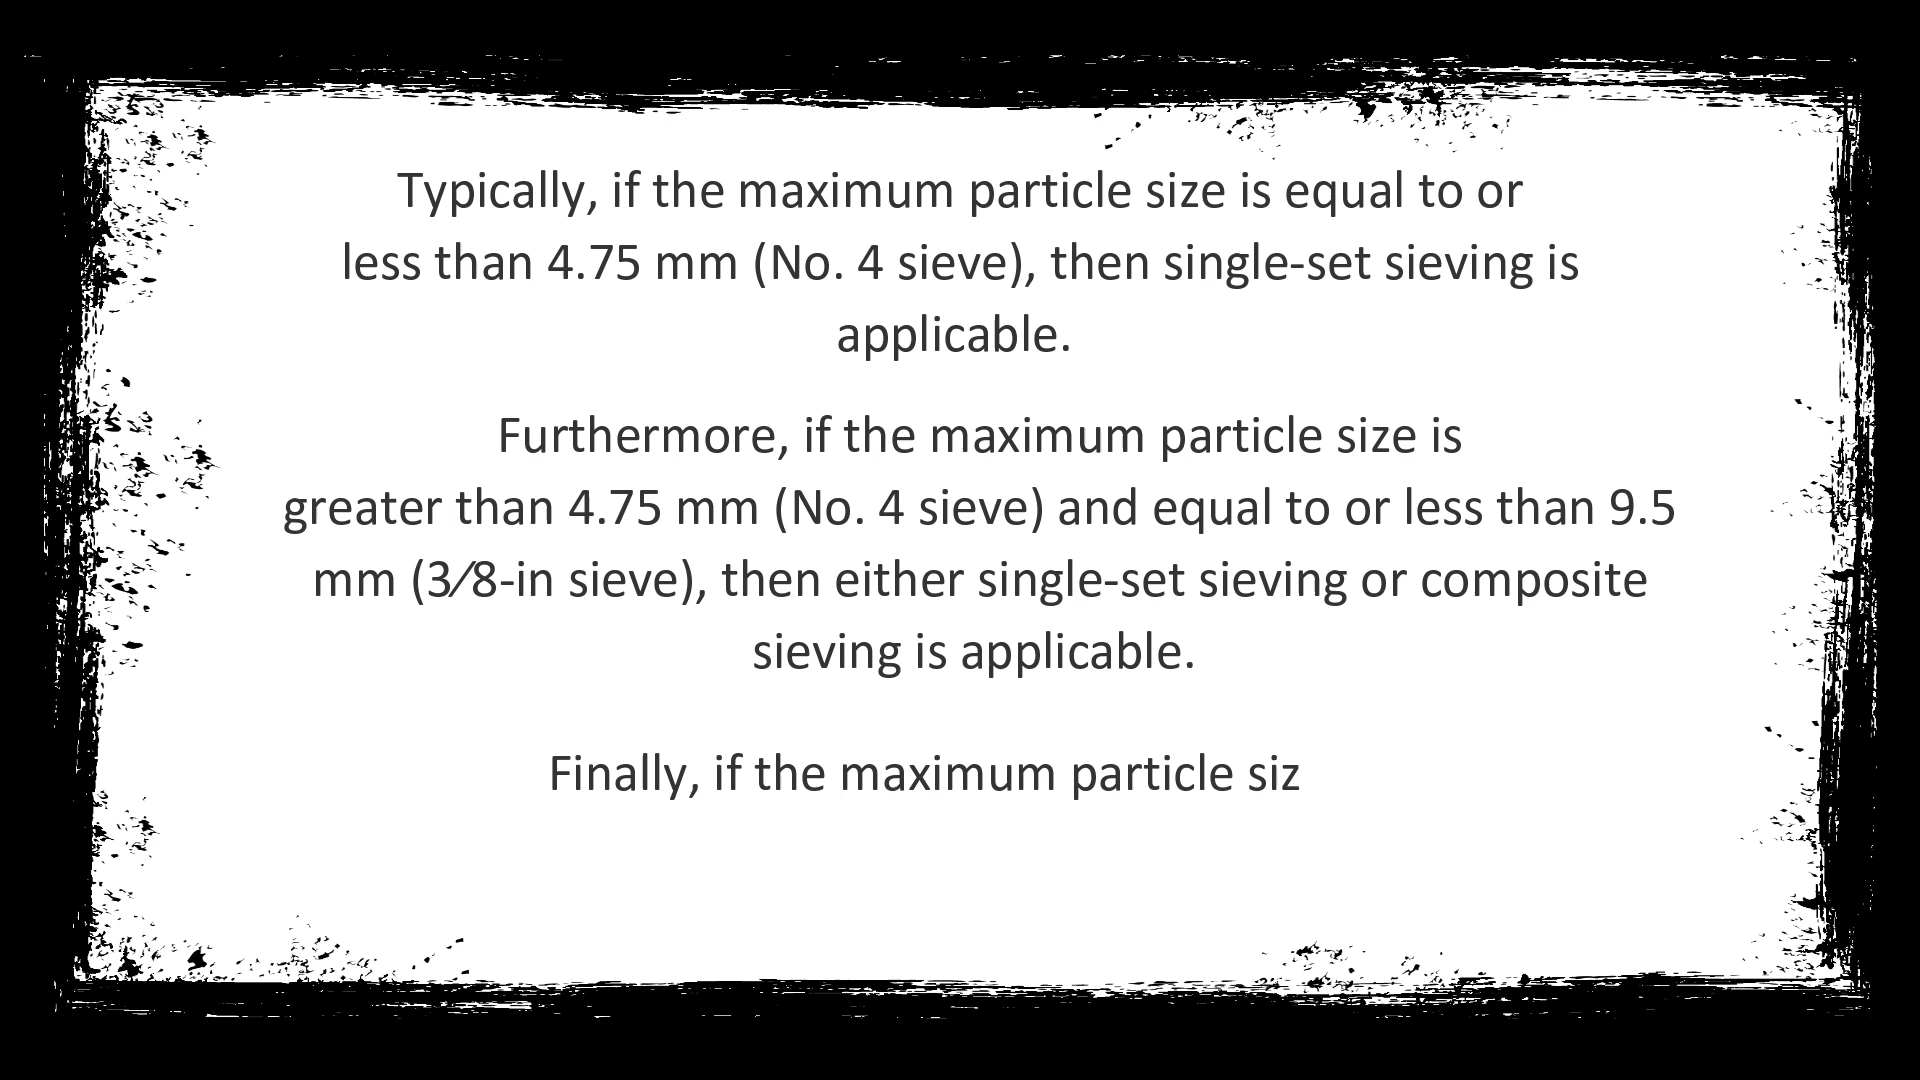 Typically, if the maximum particle size is equal to or
less than 4.75 mm (No. 4 sieve), then single-set sieving is
applicable.
Furthermore, if the maximum particle size is
greater than 4.75 mm (No. 4 sieve) and equal to or less than 9.5
mm (3⁄8-in sieve), then either single-set sieving or composite
sieving is applicable.
Finally, if the maximum particle siz